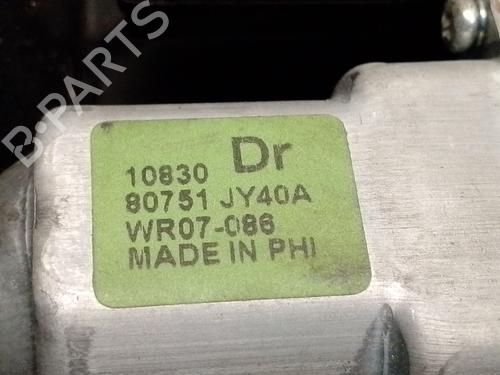 B-PARTS
10830 Dr
80751 JY40A
WR07-086
MADE IN PHI